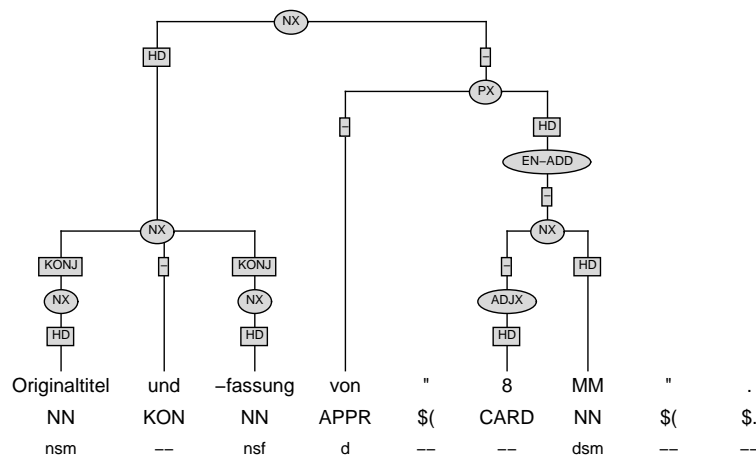 NX
HD –
PX
– HD
EN–ADD
–
NX NX
KONJ – KONJ – HD
NX NX ADJX
HD HD HD
Originaltitel und –fassung von " 8 MM " .
NN KON NN APPR $( CARD NN $( $.
nsm –– nsf d –– –– dsm –– ––